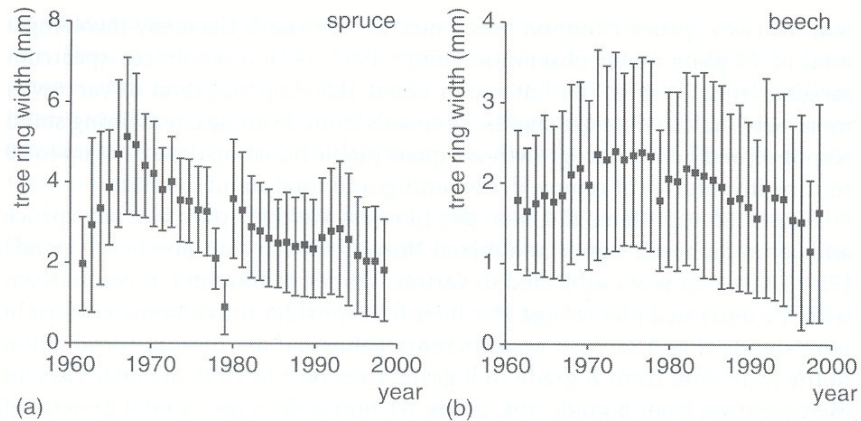 spruce
tree ring width (mm)
8
6
4
2
0
1960
1970
1980
1990
2000
year
(a)
beech
tree ring width (mm)
4
3
2
1
0
1960
1970
1980
1990
2000
year
(b)